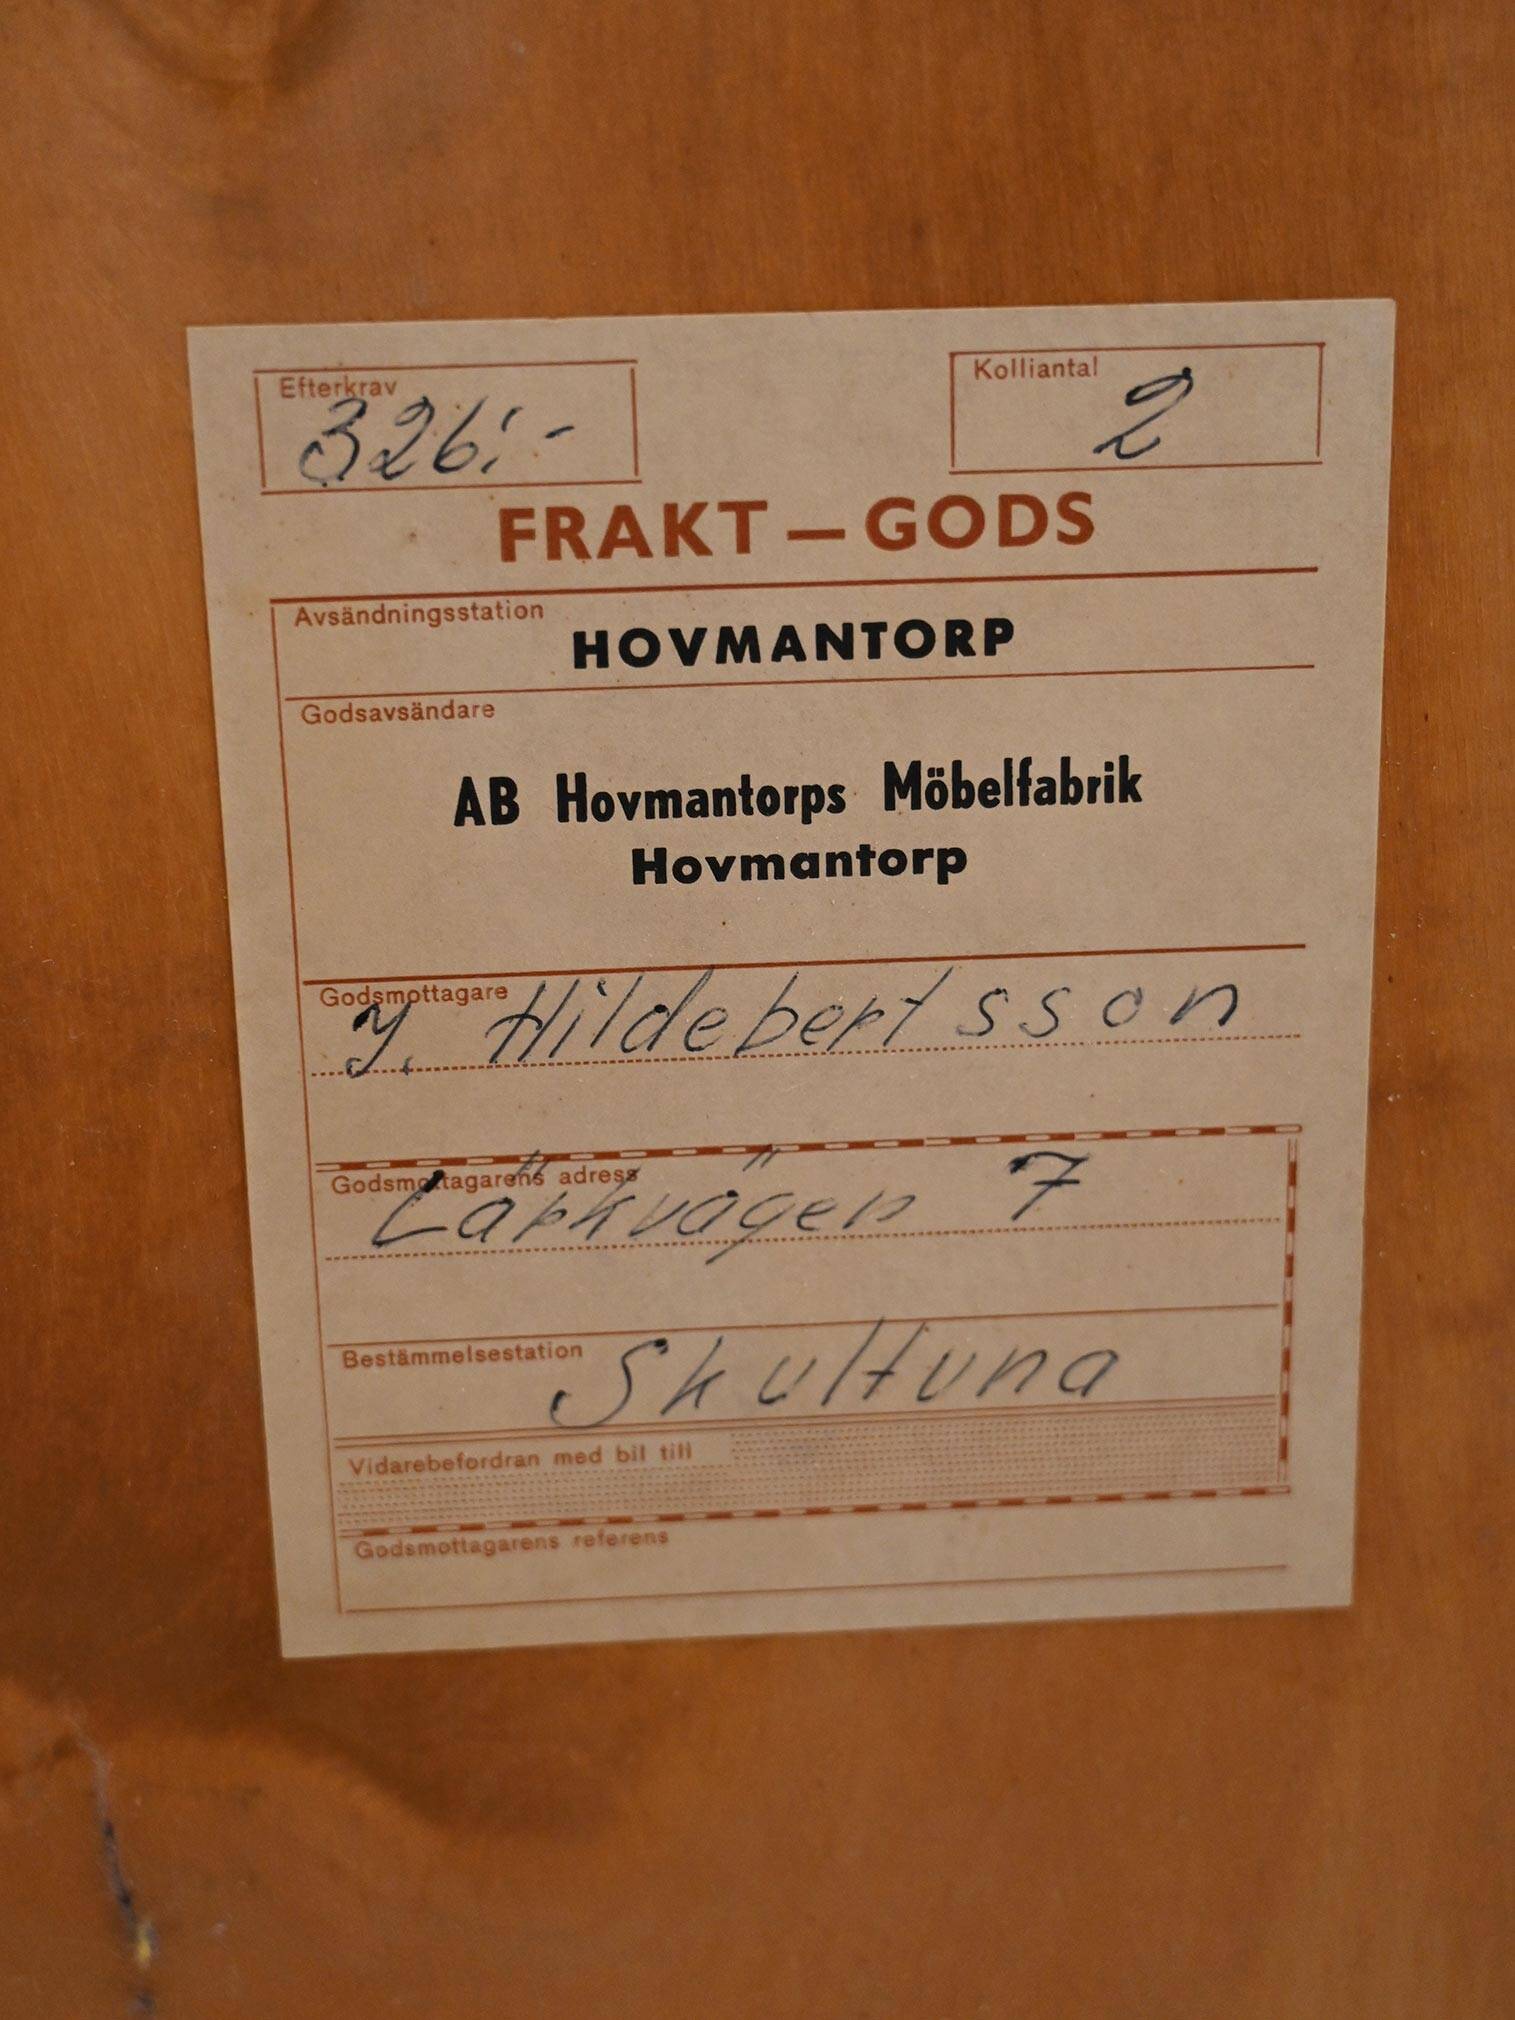 Efterkrav
326:-
Kolliantal
2
FRAKT — GODS
Avsändningsstation
HOVMANTORP
Godsavsändare
AB Hovmantorps Möbelfabrik
Hovmantorp
Godsmottagare
Y. Hildebertsson
Godsmottagarens adress
Lärkvägen 7
Bestämmelsestation
Skultuna
Vidarebefordran med bil till
Godsmottagarens referens